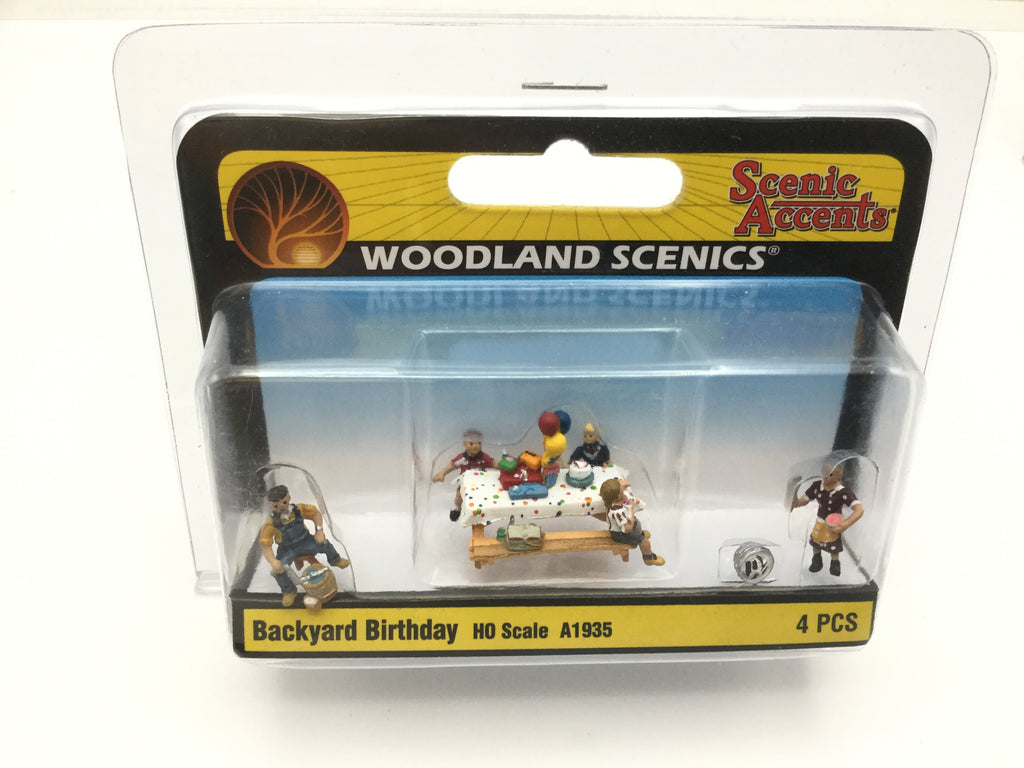 Scenic
Accents®
WOODLAND SCENICS®
Backyard Birthday HO Scale A1935
4 PCS